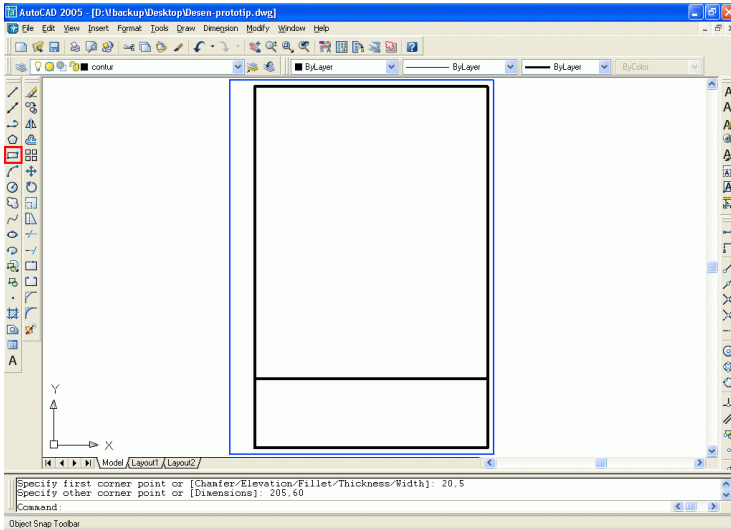 AutoCAD 2005 - [D:\!backup\Desktop\Desen-prototip.dwg]
File Edit View Insert Format Tools Draw Dimension Modify Window Help
contur ByLayer ByLayer ByLayer ByColor
A
Y
X
Model Layout1 Layout2
Specify first corner point or [Chamfer/Elevation/Fillet/Thickness/Width]: 20,5
Specify other corner point or [Dimensions]: 205,60
Command:
Object Snap Toolbar